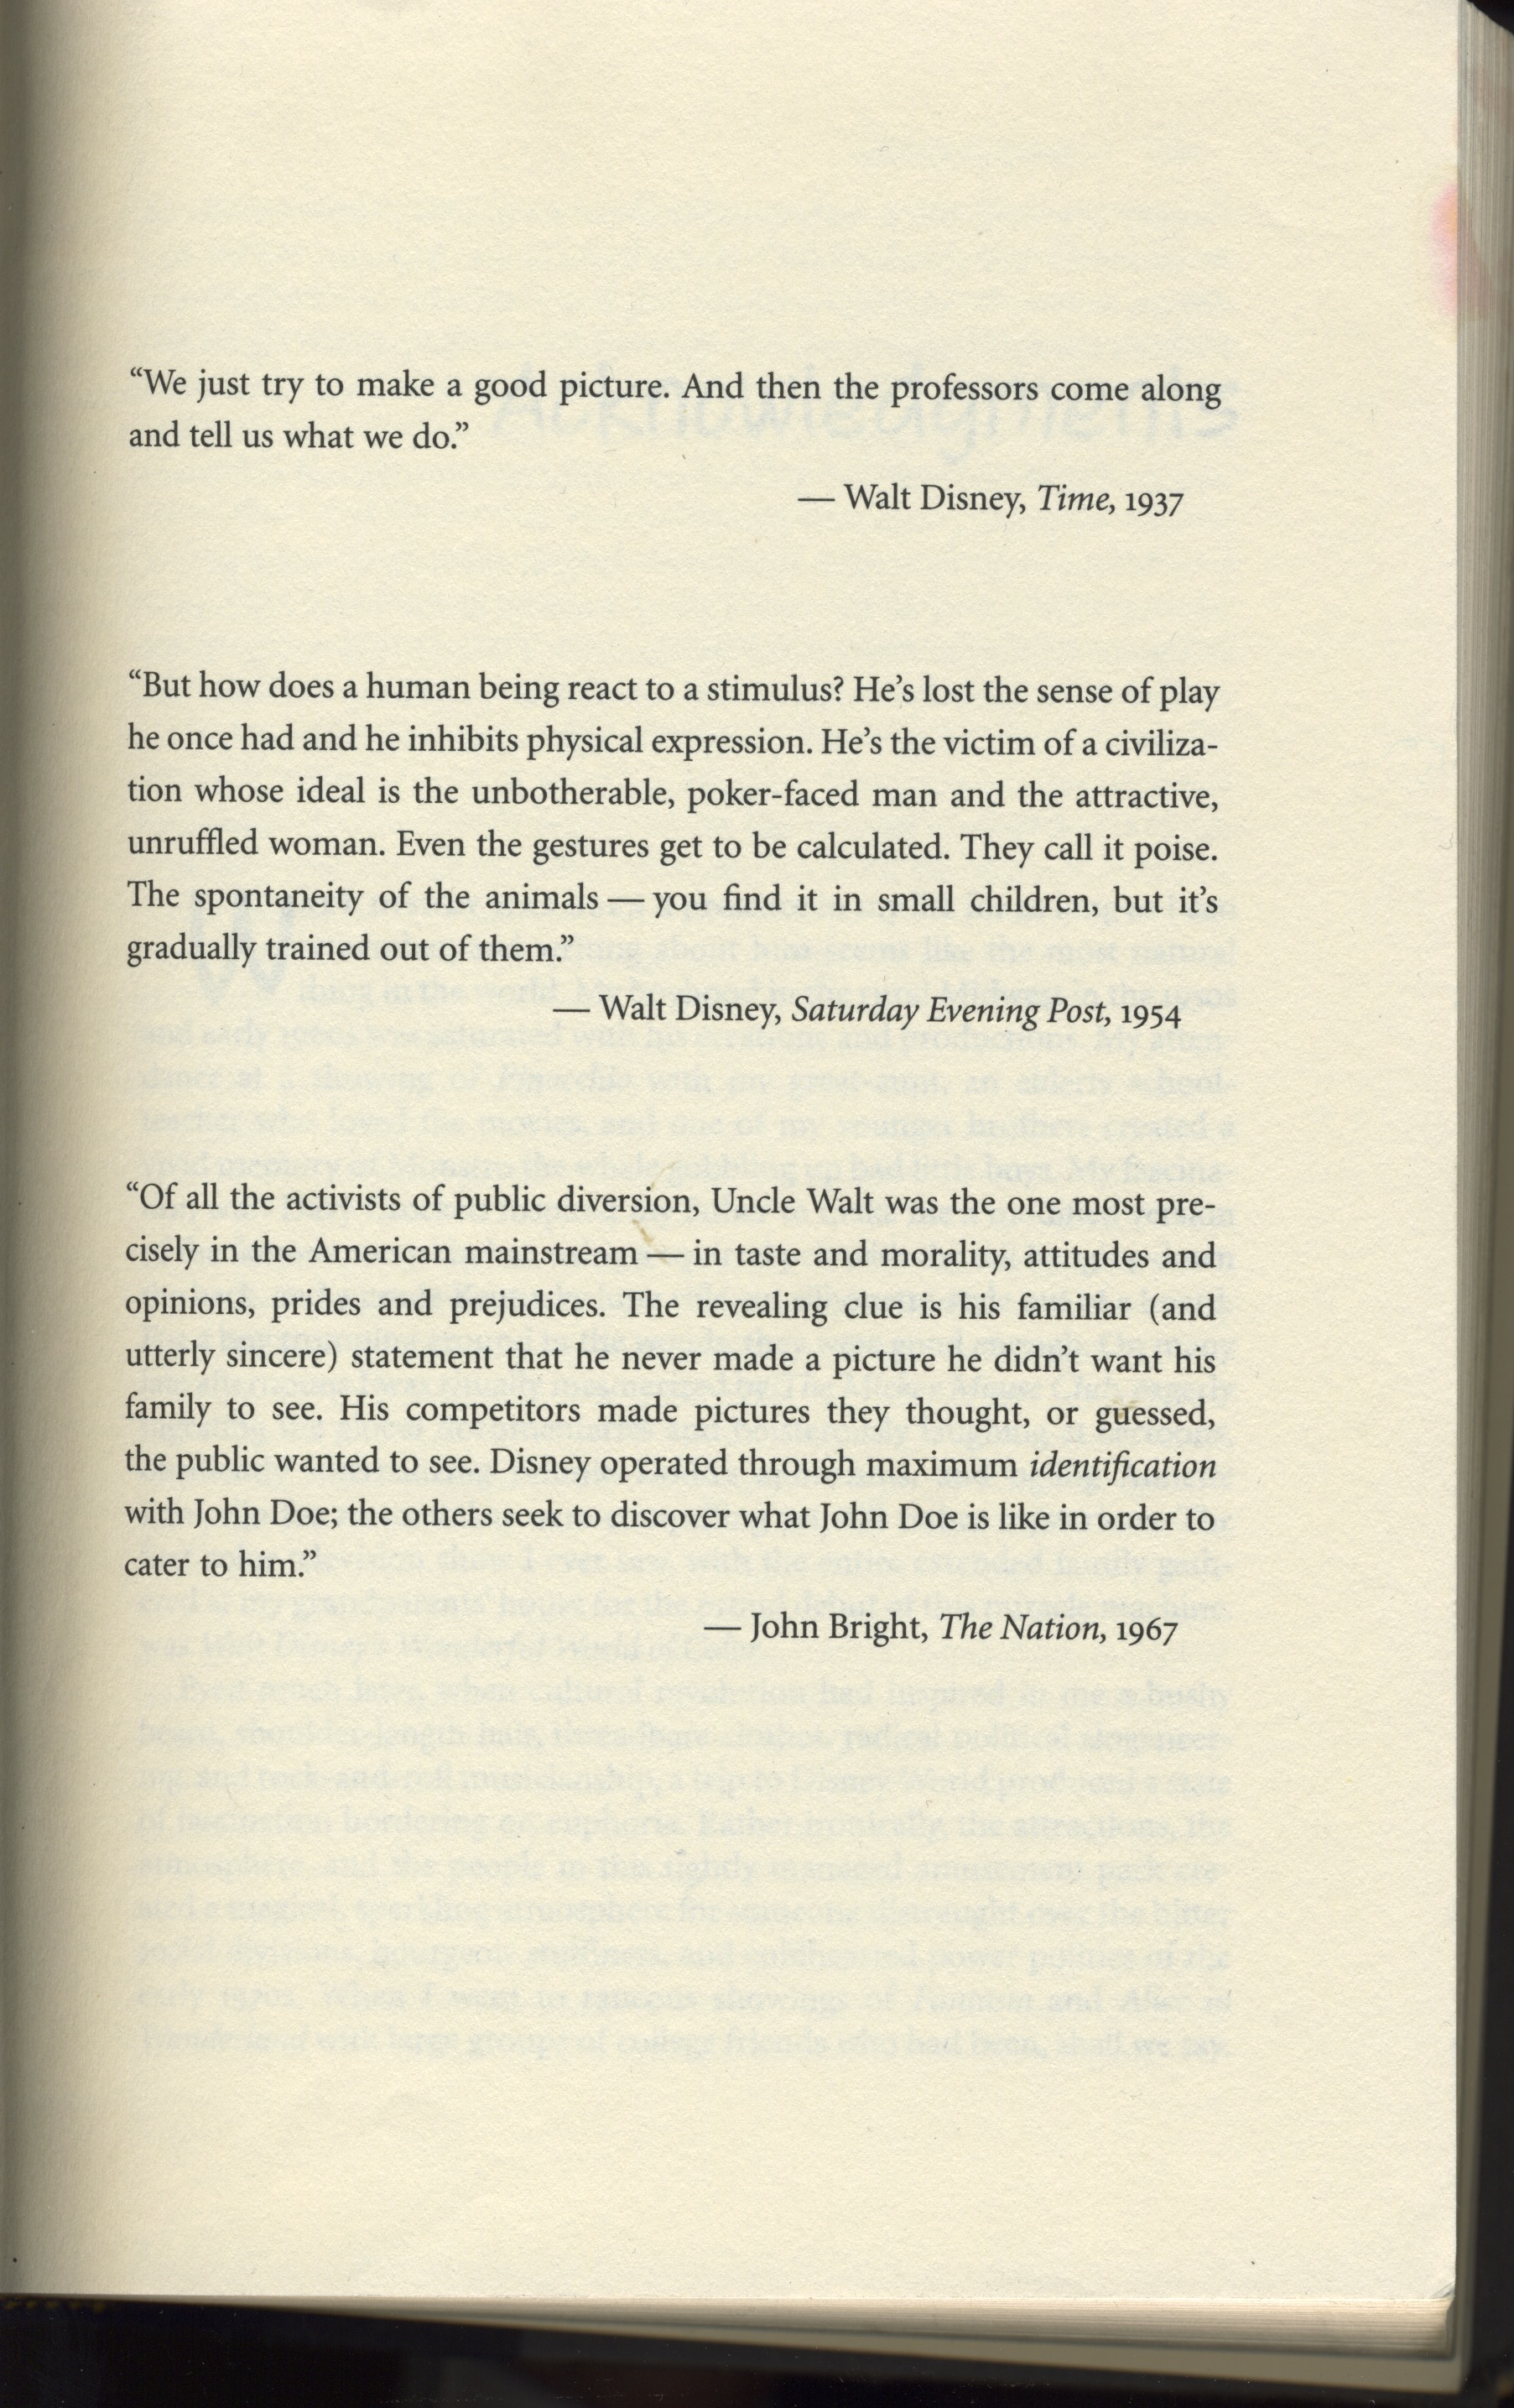 “We just try to make a good picture. And then the professors come along
and tell us what we do.”
— Walt Disney, Time, 1937
“But how does a human being react to a stimulus? He’s lost the sense of play
he once had and he inhibits physical expression. He’s the victim of a civiliza-
tion whose ideal is the unbotherable, poker-faced man and the attractive,
unruffled woman. Even the gestures get to be calculated. They call it poise.
The spontaneity of the animals — you find it in small children, but it’s
gradually trained out of them.”
— Walt Disney, Saturday Evening Post, 1954
“Of all the activists of public diversion, Uncle Walt was the one most pre-
cisely in the American mainstream — in taste and morality, attitudes and
opinions, prides and prejudices. The revealing clue is his familiar (and
utterly sincere) statement that he never made a picture he didn’t want his
family to see. His competitors made pictures they thought, or guessed,
the public wanted to see. Disney operated through maximum identification
with John Doe; the others seek to discover what John Doe is like in order to
cater to him.”
— John Bright, The Nation, 1967